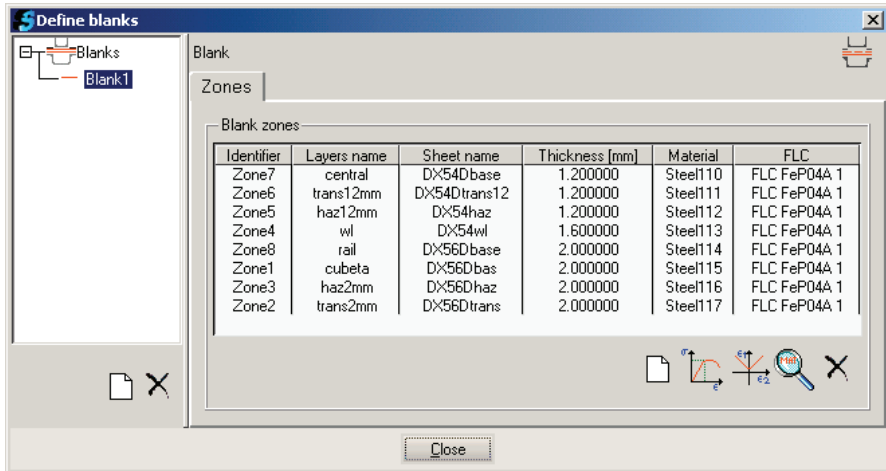 Define blanks
Blanks
Blank1
Blank
Zones
Blank zones
Identifier Layers name Sheet name Thickness [mm] Material FLC
Zone7 central DX54Dbase 1.200000 Steel110 FLC FeP04A 1
Zone6 trans12mm DX54Dtrans12 1.200000 Steel111 FLC FeP04A 1
Zone5 haz12mm DX54haz 1.200000 Steel112 FLC FeP04A 1
Zone4 wl DX54wl 1.600000 Steel113 FLC FeP04A 1
Zone8 rail DX56Dbase 2.000000 Steel114 FLC FeP04A 1
Zone1 cubeta DX56Dbas 2.000000 Steel115 FLC FeP04A 1
Zone3 haz2mm DX56Dhaz 2.000000 Steel116 FLC FeP04A 1
Zone2 trans2mm DX56Dtrans 2.000000 Steel117 FLC FeP04A 1
σ ε ε1 ε2 Mat
Close